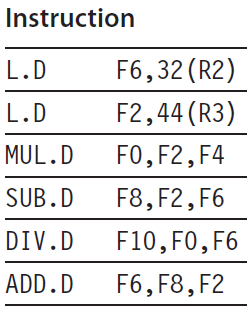 Instruction
L.D F6,32(R2)
L.D F2,44(R3)
MUL.D F0,F2,F4
SUB.D F8,F2,F6
DIV.D F10,F0,F6
ADD.D F6,F8,F2